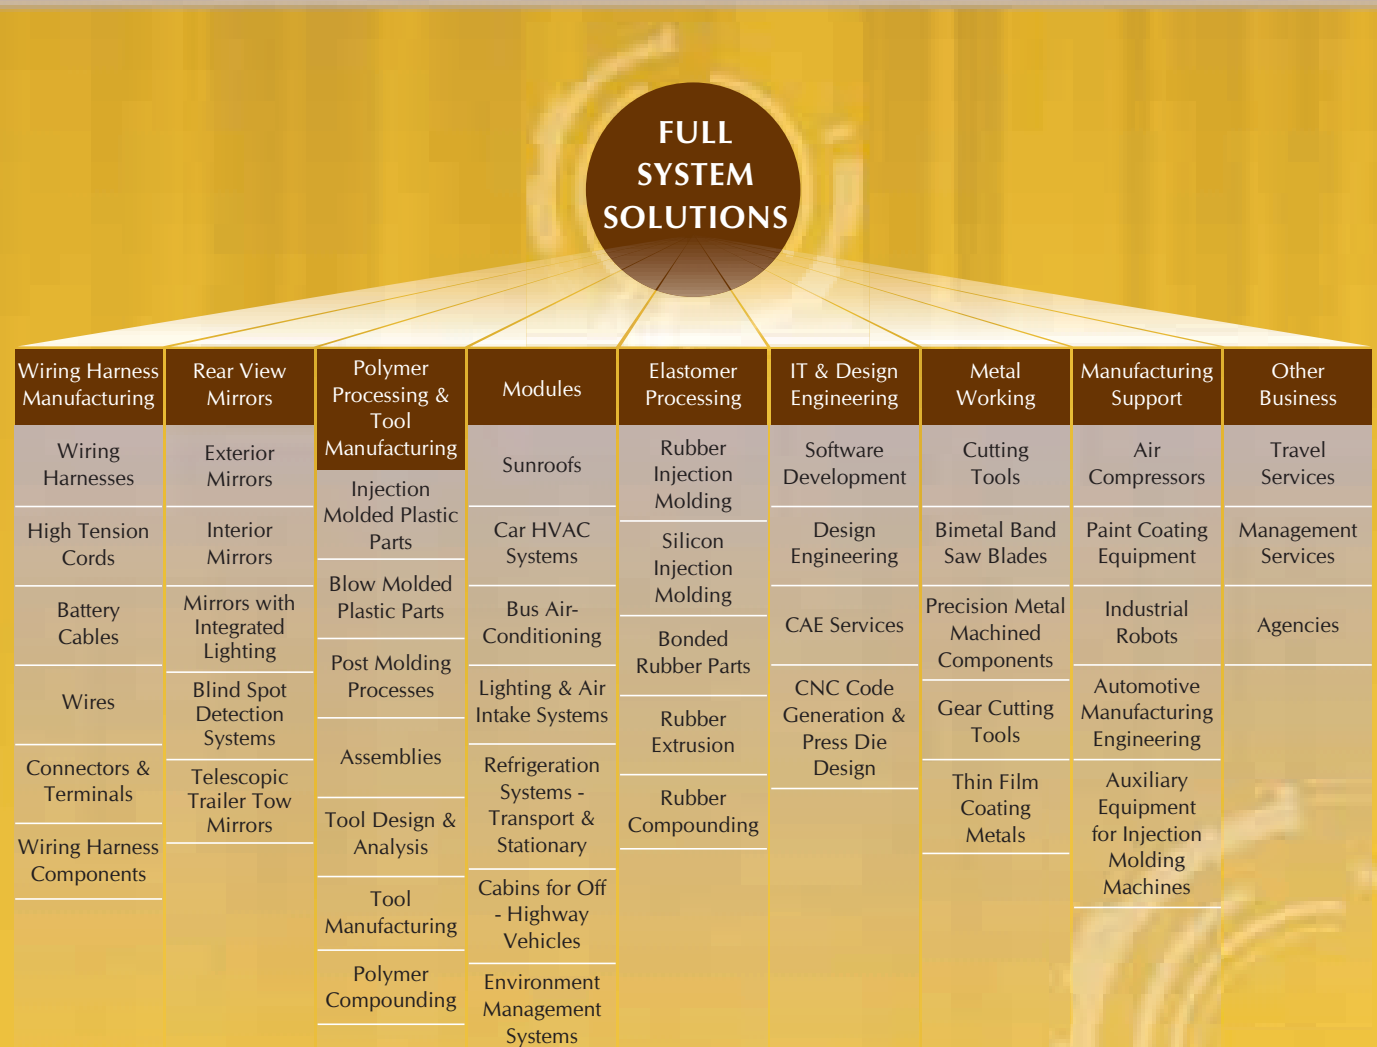 FULL
SYSTEM
SOLUTIONS
Wiring Harness
Manufacturing
Wiring
Harnesses
High Tension
Cords
Battery
Cables
Wires
Connectors &
Terminals
Wiring Harness
Components
Rear View
Mirrors
Exterior
Mirrors
Interior
Mirrors
Mirrors with
Integrated
Lighting
Blind Spot
Detection
Systems
Telescopic
Trailer Tow
Mirrors
Polymer
Processing &
Tool
Manufacturing
Injection
Molded Plastic
Parts
Blow Molded
Plastic Parts
Post Molding
Processes
Assemblies
Tool Design &
Analysis
Tool
Manufacturing
Polymer
Compounding
Modules
Sunroofs
Car HVAC
Systems
Bus Air-
Conditioning
Lighting & Air
Intake Systems
Refrigeration
Systems -
Transport &
Stationary
Cabins for Off
- Highway
Vehicles
Environment
Management
Systems
Elastomer
Processing
Rubber
Injection
Molding
Silicon
Injection
Molding
Bonded
Rubber Parts
Rubber
Extrusion
Rubber
Compounding
IT & Design
Engineering
Software
Development
Design
Engineering
CAE Services
CNC Code
Generation &
Press Die
Design
Metal
Working
Cutting
Tools
Bimetal Band
Saw Blades
Precision Metal
Machined
Components
Gear Cutting
Tools
Thin Film
Coating
Metals
Manufacturing
Support
Air
Compressors
Paint Coating
Equipment
Industrial
Robots
Automotive
Manufacturing
Engineering
Auxiliary
Equipment
for Injection
Molding
Machines
Other
Business
Travel
Services
Management
Services
Agencies